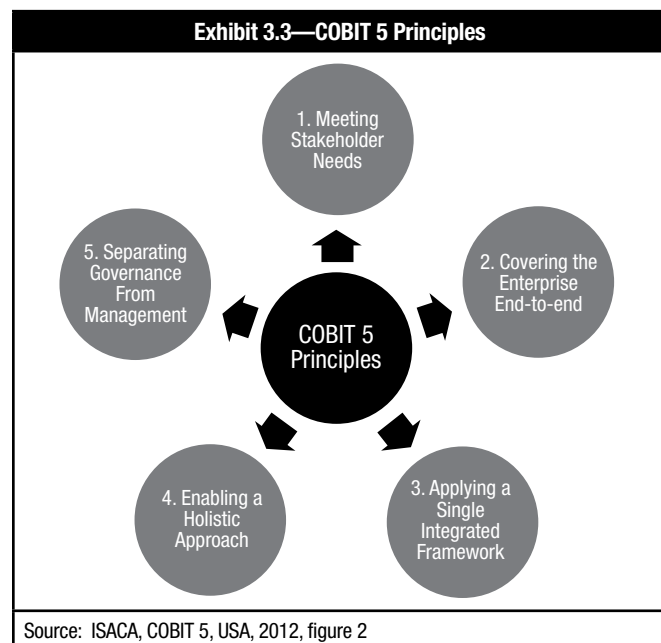 Exhibit 3.3—COBIT 5 Principles
1. Meeting
Stakeholder
Needs
5. Separating
Governance
From
Management
2. Covering the
Enterprise
End-to-end
COBIT 5
Principles
4. Enabling a
Holistic
Approach
3. Applying a
Single
Integrated
Framework
Source: ISACA, COBIT 5, USA, 2012, figure 2